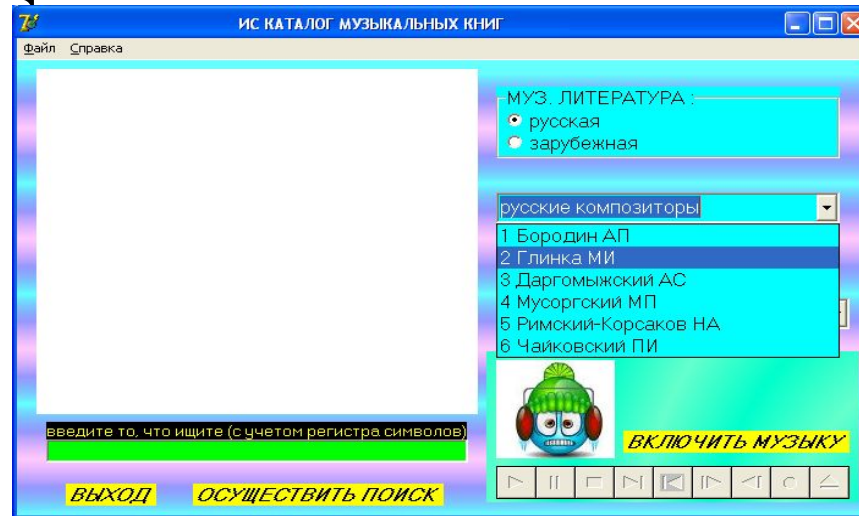 ИС КАТАЛОГ МУЗЫКАЛЬНЫХ КНИГ
Файл Справка
МУЗ. ЛИТЕРАТУРА :
русская
зарубежная
русские композиторы
1 Бородин АП
2 Глинка МИ
3 Даргомыжский АС
4 Мусоргский МП
5 Римский-Корсаков НА
6 Чайковский ПИ
введите то, что ищите (с учетом регистра символов)
ВКЛЮЧИТЬ МУЗЫКУ
ВЫХОД ОСУЩЕСТВИТЬ ПОИСК